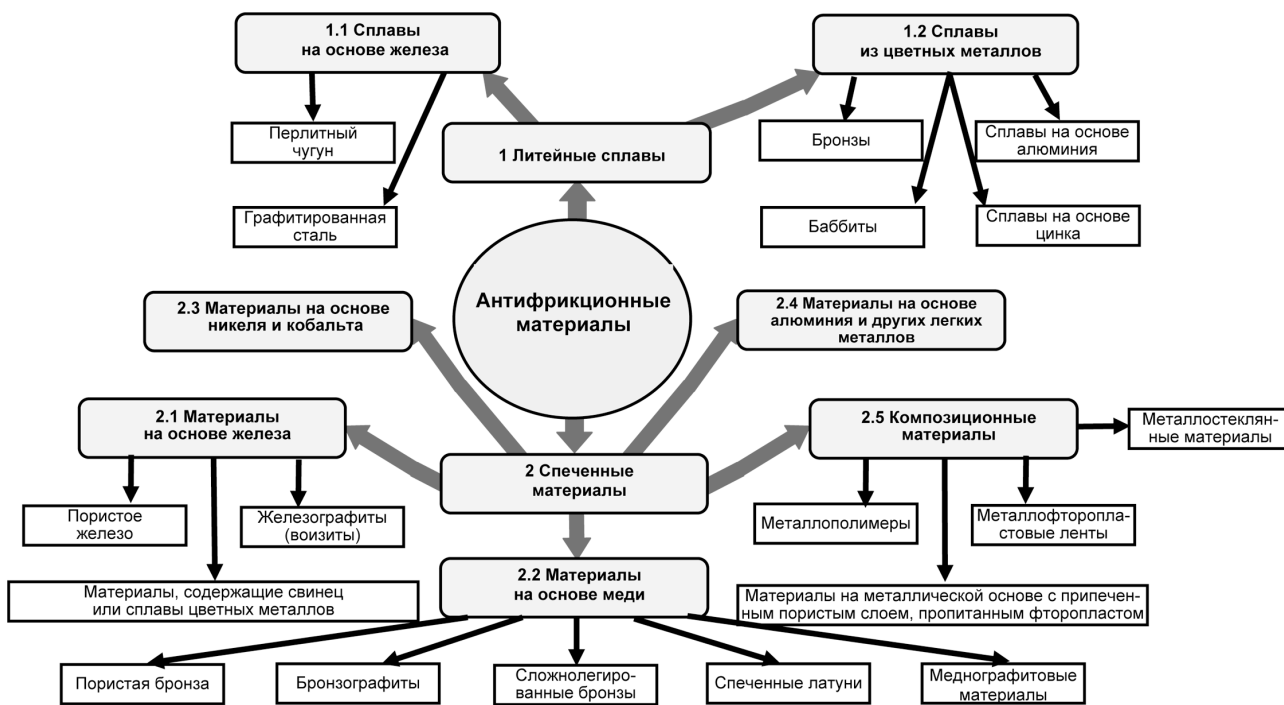 1.1 Сплавы
на основе железа
1.2 Сплавы
из цветных металлов
Перлитный
чугун
1 Литейные сплавы
Бронзы
Сплавы на основе
алюминия
Графитированная
сталь
Баббиты
Сплавы на основе
цинка
Антифрикционные
материалы
2.3 Материалы на основе
никеля и кобальта
2.4 Материалы на основе
алюминия и других легких
металлов
2.1 Материалы
на основе железа
2.5 Композиционные
материалы
Металлостеклян-
ные материалы
2 Спеченные
материалы
Пористое
железо
Железографиты
(воизиты)
Металлополимеры
Металлофторопла-
стовые ленты
Материалы, содержащие свинец
или сплавы цветных металлов
2.2 Материалы
на основе меди
Материалы на металлической основе с припечен-
ным пористым слоем, пропитанным фторопластом
Пористая бронза
Бронзографиты
Сложнолегиро-
ванные бронзы
Спеченные латуни
Меднографитовые
материалы